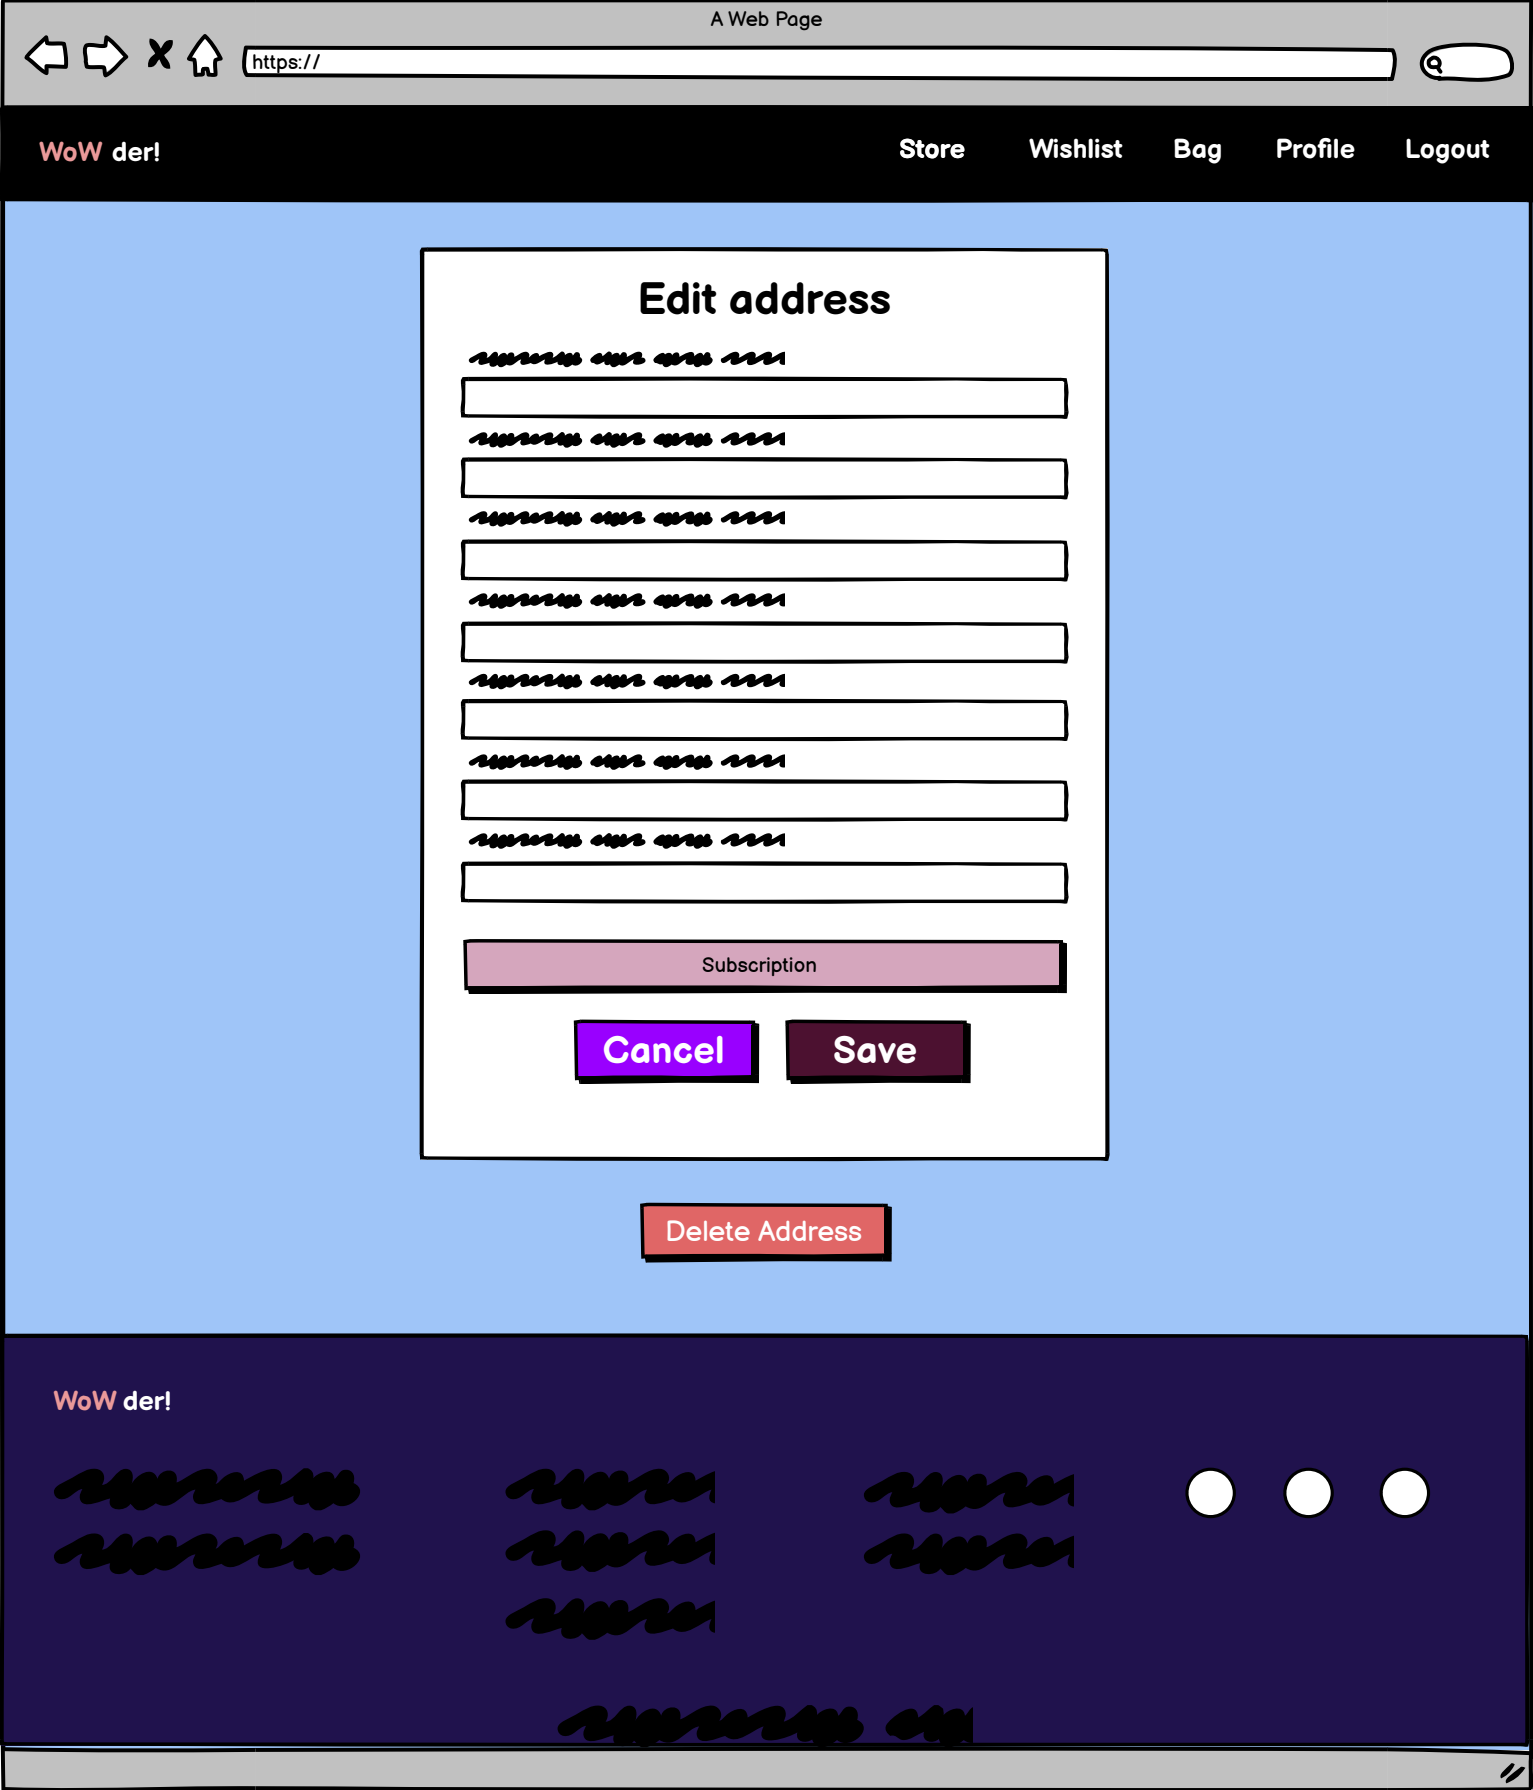 A Web Page
https://
WoW der!
Store Wishlist Bag Profile Logout
Edit address
Subscription
Cancel Save
Delete Address
WoW der!